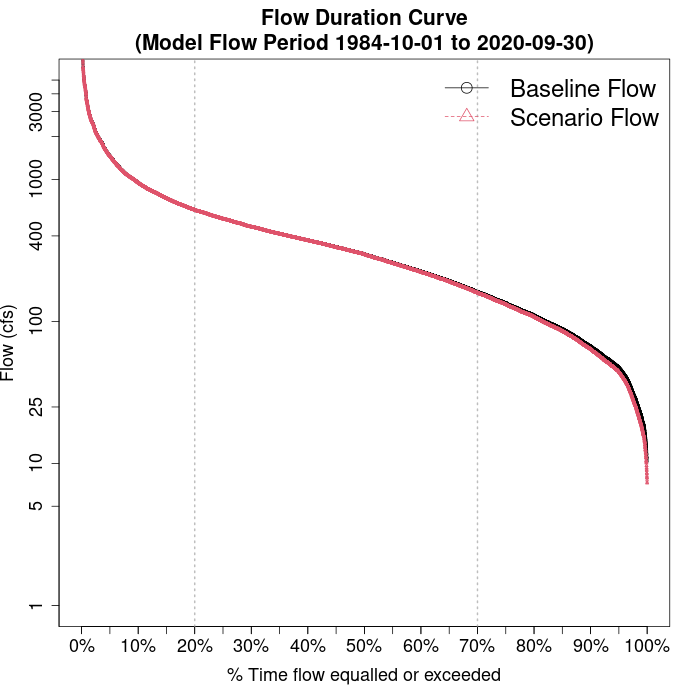 Flow Duration Curve
(Model Flow Period 1984-10-01 to 2020-09-30)
Baseline Flow
Scenario Flow
Flow (cfs)
3000
1000
400
100
25
10
5
1
0% 10% 20% 30% 40% 50% 60% 70% 80% 90% 100%
% Time flow equalled or exceeded